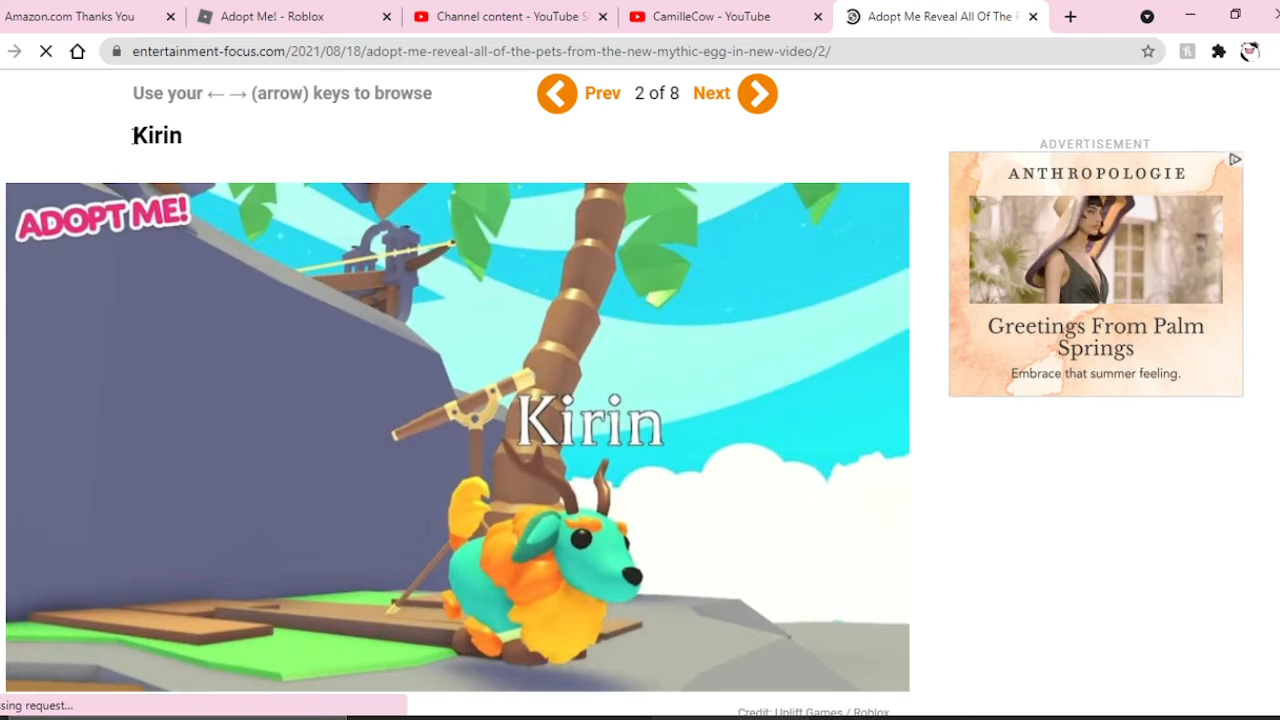 Amazon.com Thanks You
Adopt Me! - Roblox
Channel content - YouTube S
CamilleCow - YouTube
Adopt Me Reveal All Of The
entertainment-focus.com/2021/08/18/adopt-me-reveal-all-of-the-pets-from-the-new-mythic-egg-in-new-video/2/
Use your ← → (arrow) keys to browse
Prev 2 of 8 Next
Kirin
ADVERTISEMENT
ANTHROPOLOGIE
Greetings From Palm
Springs
Embrace that summer feeling.
ADOPT ME!
Kirin
sing request...
Credit: Uplift Games / Roblox